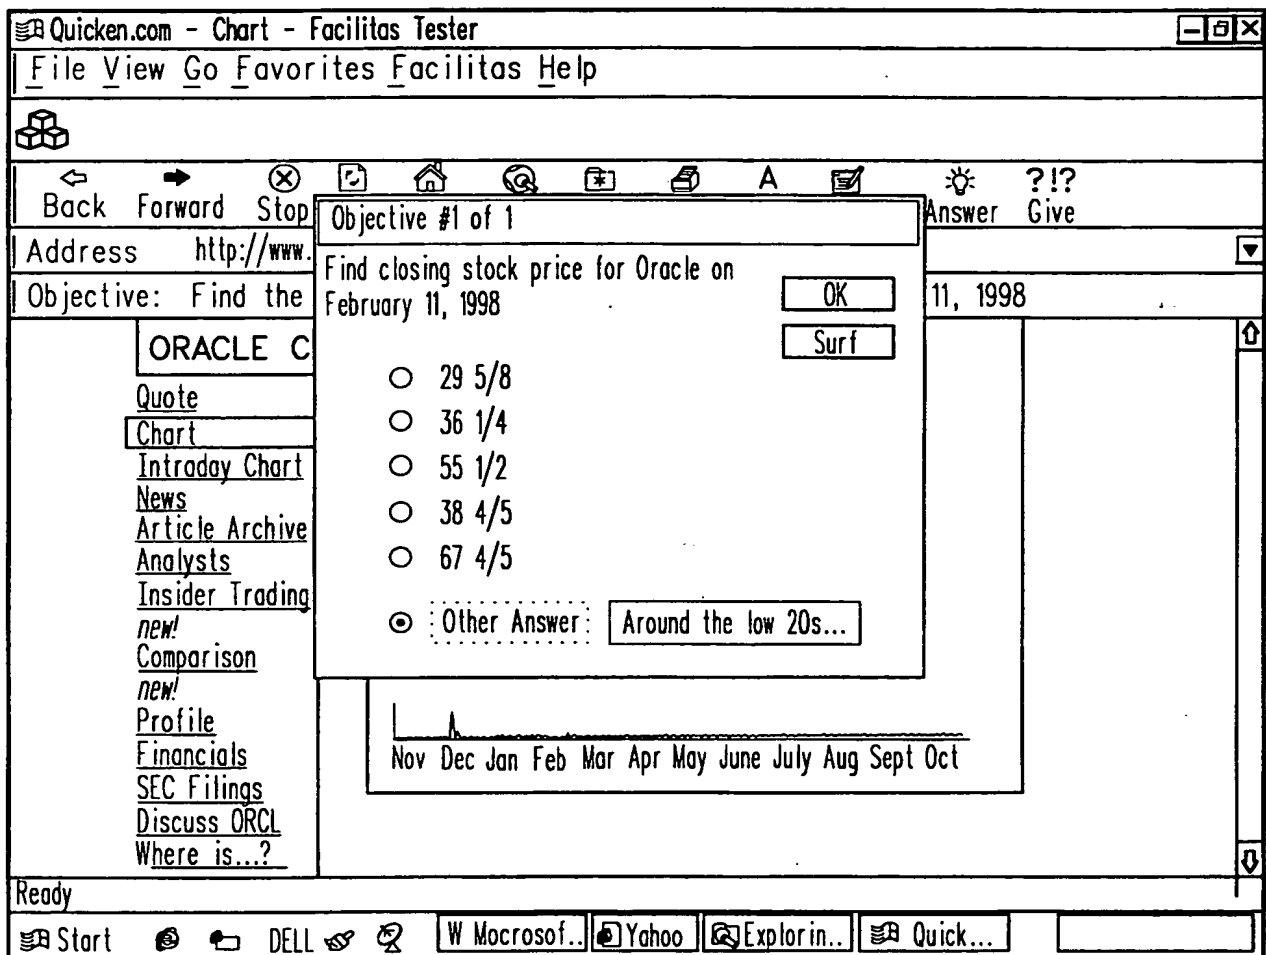 Quicken.com - Chart - Facilitas Tester
File View Go Favorites Facilitas Help
Back Forward Stop Answer Give
?!?
A
Address http://www.
Objective: Find the 11, 1998
Objective #1 of 1
Find closing stock price for Oracle on
February 11, 1998
OK
Surf
29 5/8
36 1/4
55 1/2
38 4/5
67 4/5
Other Answer Around the low 20s...
ORACLE C
Quote
Chart
Intraday Chart
News
Article Archive
Analysts
Insider Trading
new!
Comparison
new!
Profile
Financials
SEC Filings
Discuss ORCL
Where is...?
Nov Dec Jan Feb Mar Apr May June July Aug Sept Oct
Ready
Start DELL W Mocrosof.. Yahoo Explorin.. Quick...